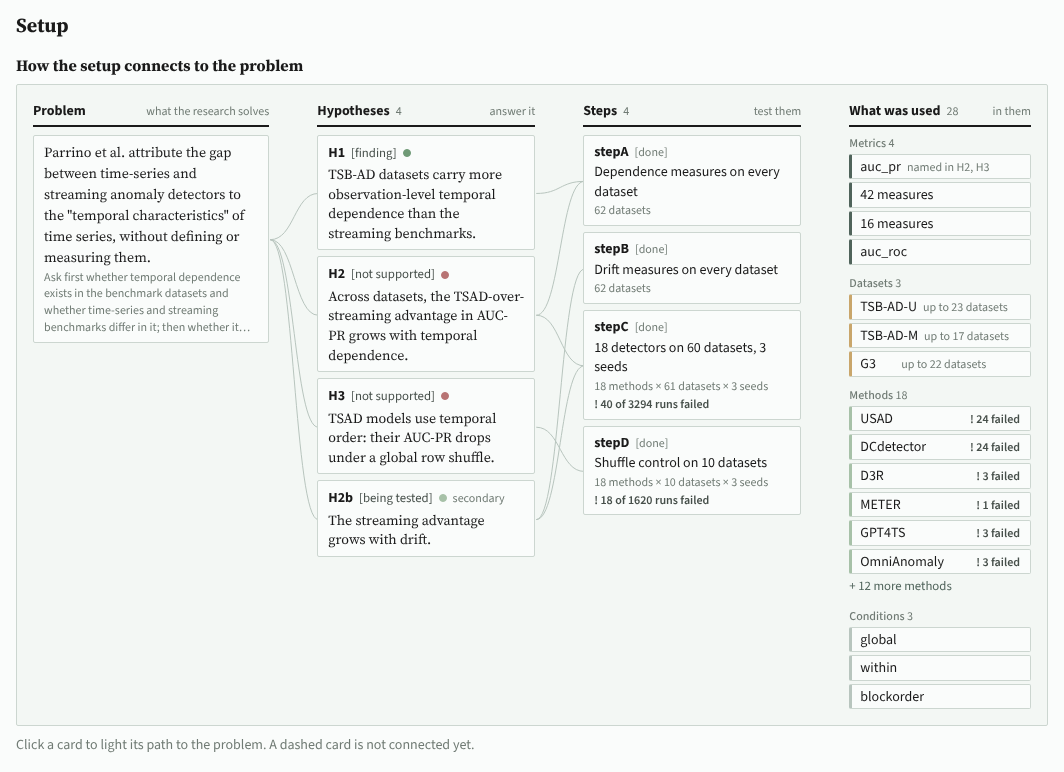 Setup
How the setup connects to the problem
Problem what the research solves
Parrino et al. attribute the gap
between time-series and
streaming anomaly detectors to
the "temporal characteristics" of
time series, without defining or
measuring them.
Ask first whether temporal dependence
exists in the benchmark datasets and
whether time-series and streaming
benchmarks differ in it; then whether it…
Hypotheses 4 answer it
H1 [finding]
TSB-AD datasets carry more
observation-level temporal
dependence than the
streaming benchmarks.
H2 [not supported]
Across datasets, the TSAD-over-
streaming advantage in AUC-
PR grows with temporal
dependence.
H3 [not supported]
TSAD models use temporal
order: their AUC-PR drops
under a global row shuffle.
H2b [being tested] secondary
The streaming advantage
grows with drift.
Steps 4 test them
stepA [done]
Dependence measures on every
dataset
62 datasets
stepB [done]
Drift measures on every dataset
62 datasets
stepC [done]
18 detectors on 60 datasets, 3
seeds
18 methods × 61 datasets × 3 seeds
! 40 of 3294 runs failed
stepD [done]
Shuffle control on 10 datasets
18 methods × 10 datasets × 3 seeds
! 18 of 1620 runs failed
What was used 28 in them
Metrics 4
auc_pr named in H2, H3
42 measures
16 measures
auc_roc
Datasets 3
TSB-AD-U up to 23 datasets
TSB-AD-M up to 17 datasets
G3 up to 22 datasets
Methods 18
USAD ! 24 failed
DCdetector ! 24 failed
D3R ! 3 failed
METER ! 1 failed
GPT4TS ! 3 failed
OmniAnomaly ! 3 failed
+ 12 more methods
Conditions 3
global
within
blockorder
Click a card to light its path to the problem. A dashed card is not connected yet.